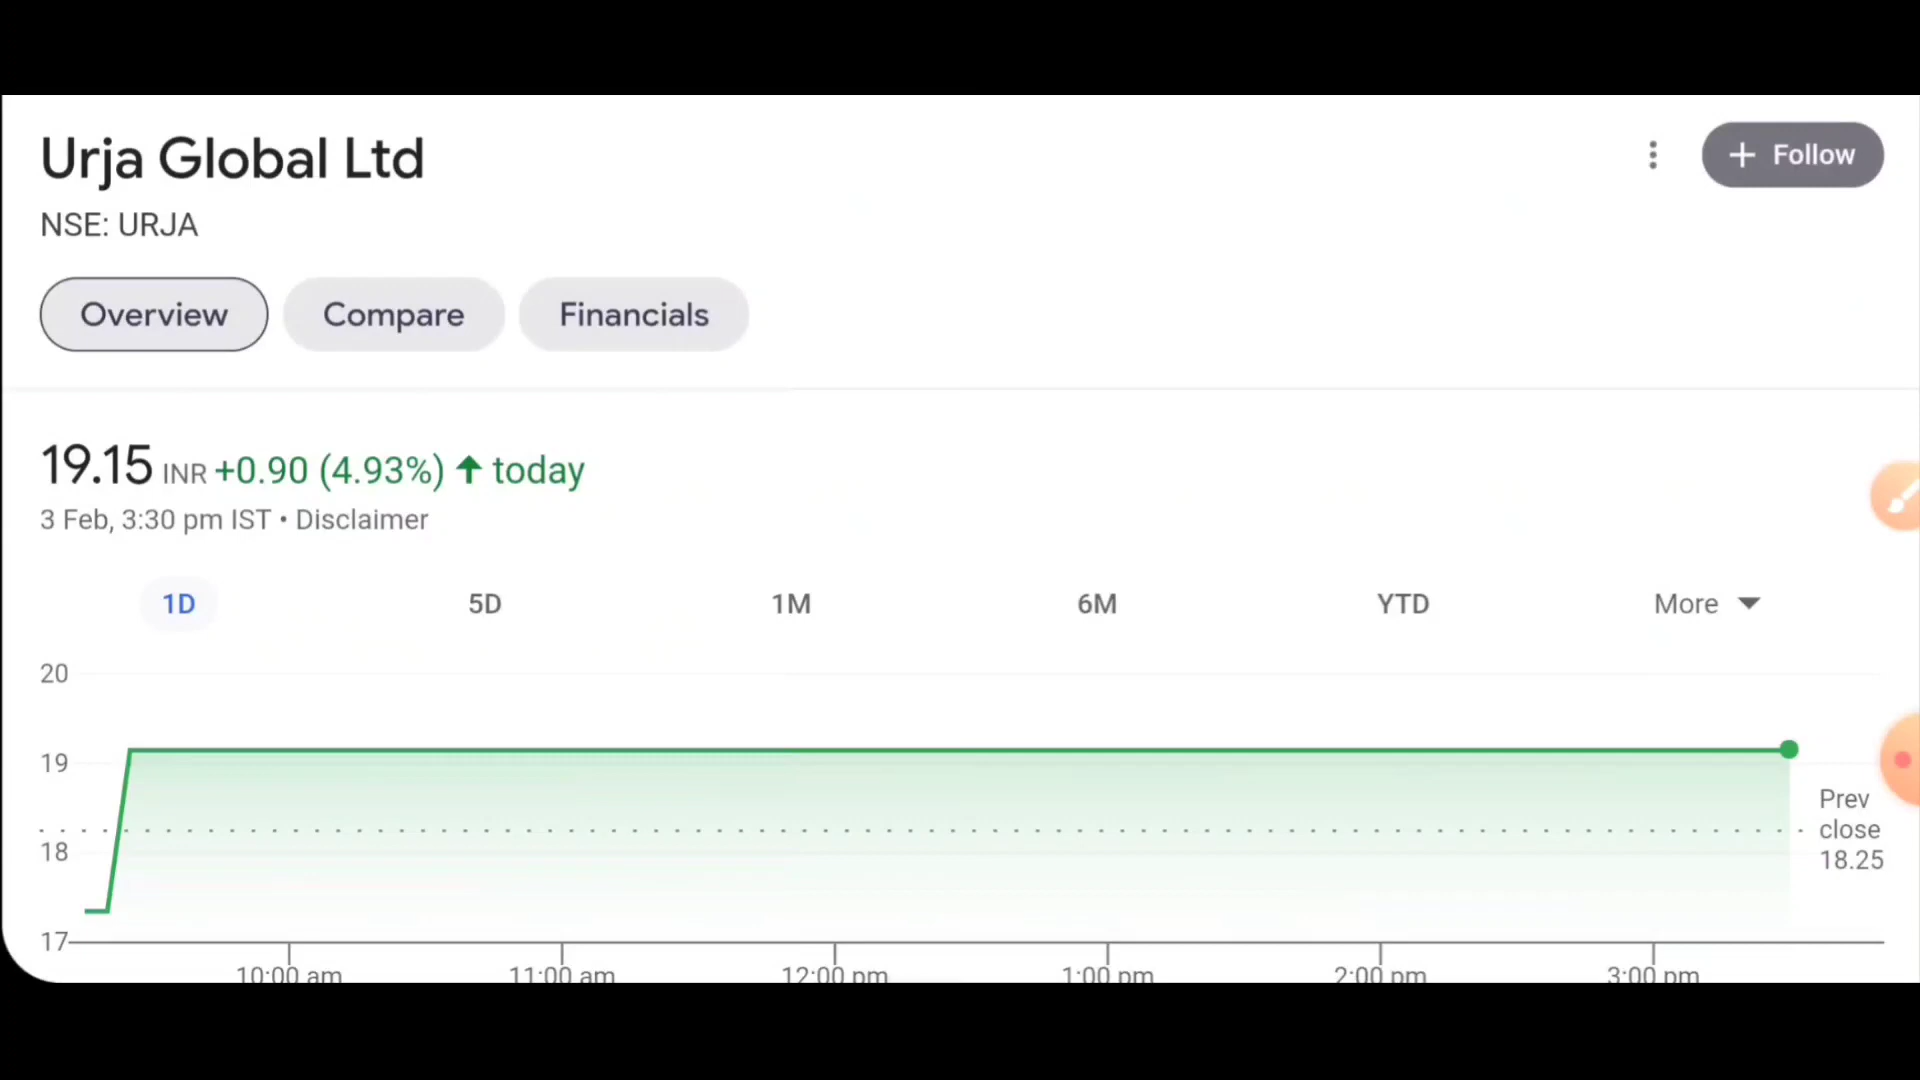 Urja Global Ltd
+ Follow
NSE: URJA
Overview
Compare
Financials
19.15 INR +0.90 (4.93%) ↑ today
3 Feb, 3:30 pm IST • Disclaimer
1D 5D 1M 6M YTD More
20
19
18
17
Prev
close
18.25
10:00 am 11:00 am 12:00 pm 1:00 pm 2:00 pm 3:00 pm